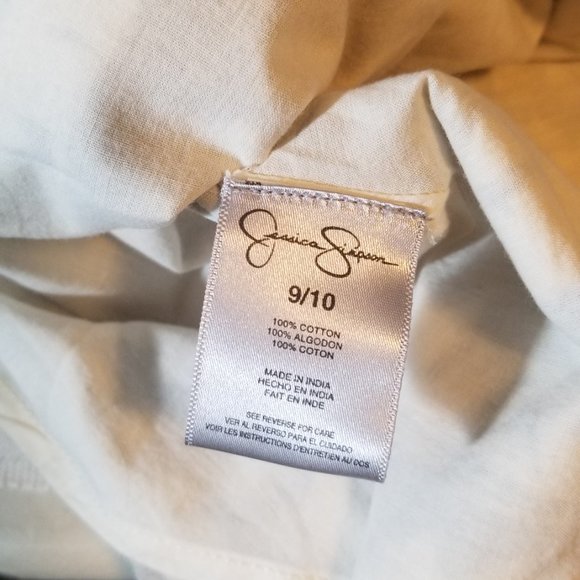 Jessica Simpson
9/10
100% COTTON
100% ALGODON
100% COTON
MADE IN INDIA
HECHO EN INDIA
FAIT EN INDE
SEE REVERSE FOR CARE
VER AL REVERSO PARA EL CUIDADO
VOIR LES INSTRUCTIONS D'ENTRETIEN AU DOS